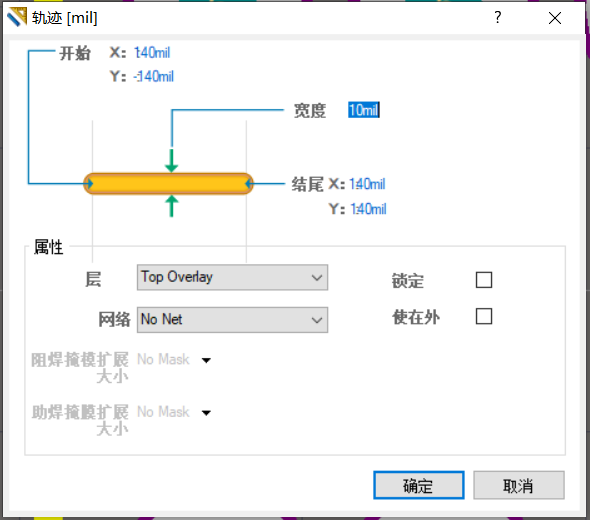 轨迹 [mil]
?
开始 X: 140mil
Y: -140mil
宽度 10mil
结尾 X: 140mil
Y: 140mil
属性
层 Top Overlay 锁定
网络 No Net 使在外
阻焊掩模扩展 No Mask
大小
助焊掩膜扩展 No Mask
大小
确定 取消